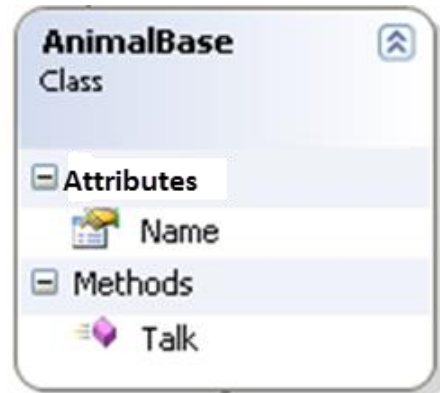 AnimalBase
Class
Attributes
Name
Methods
Talk